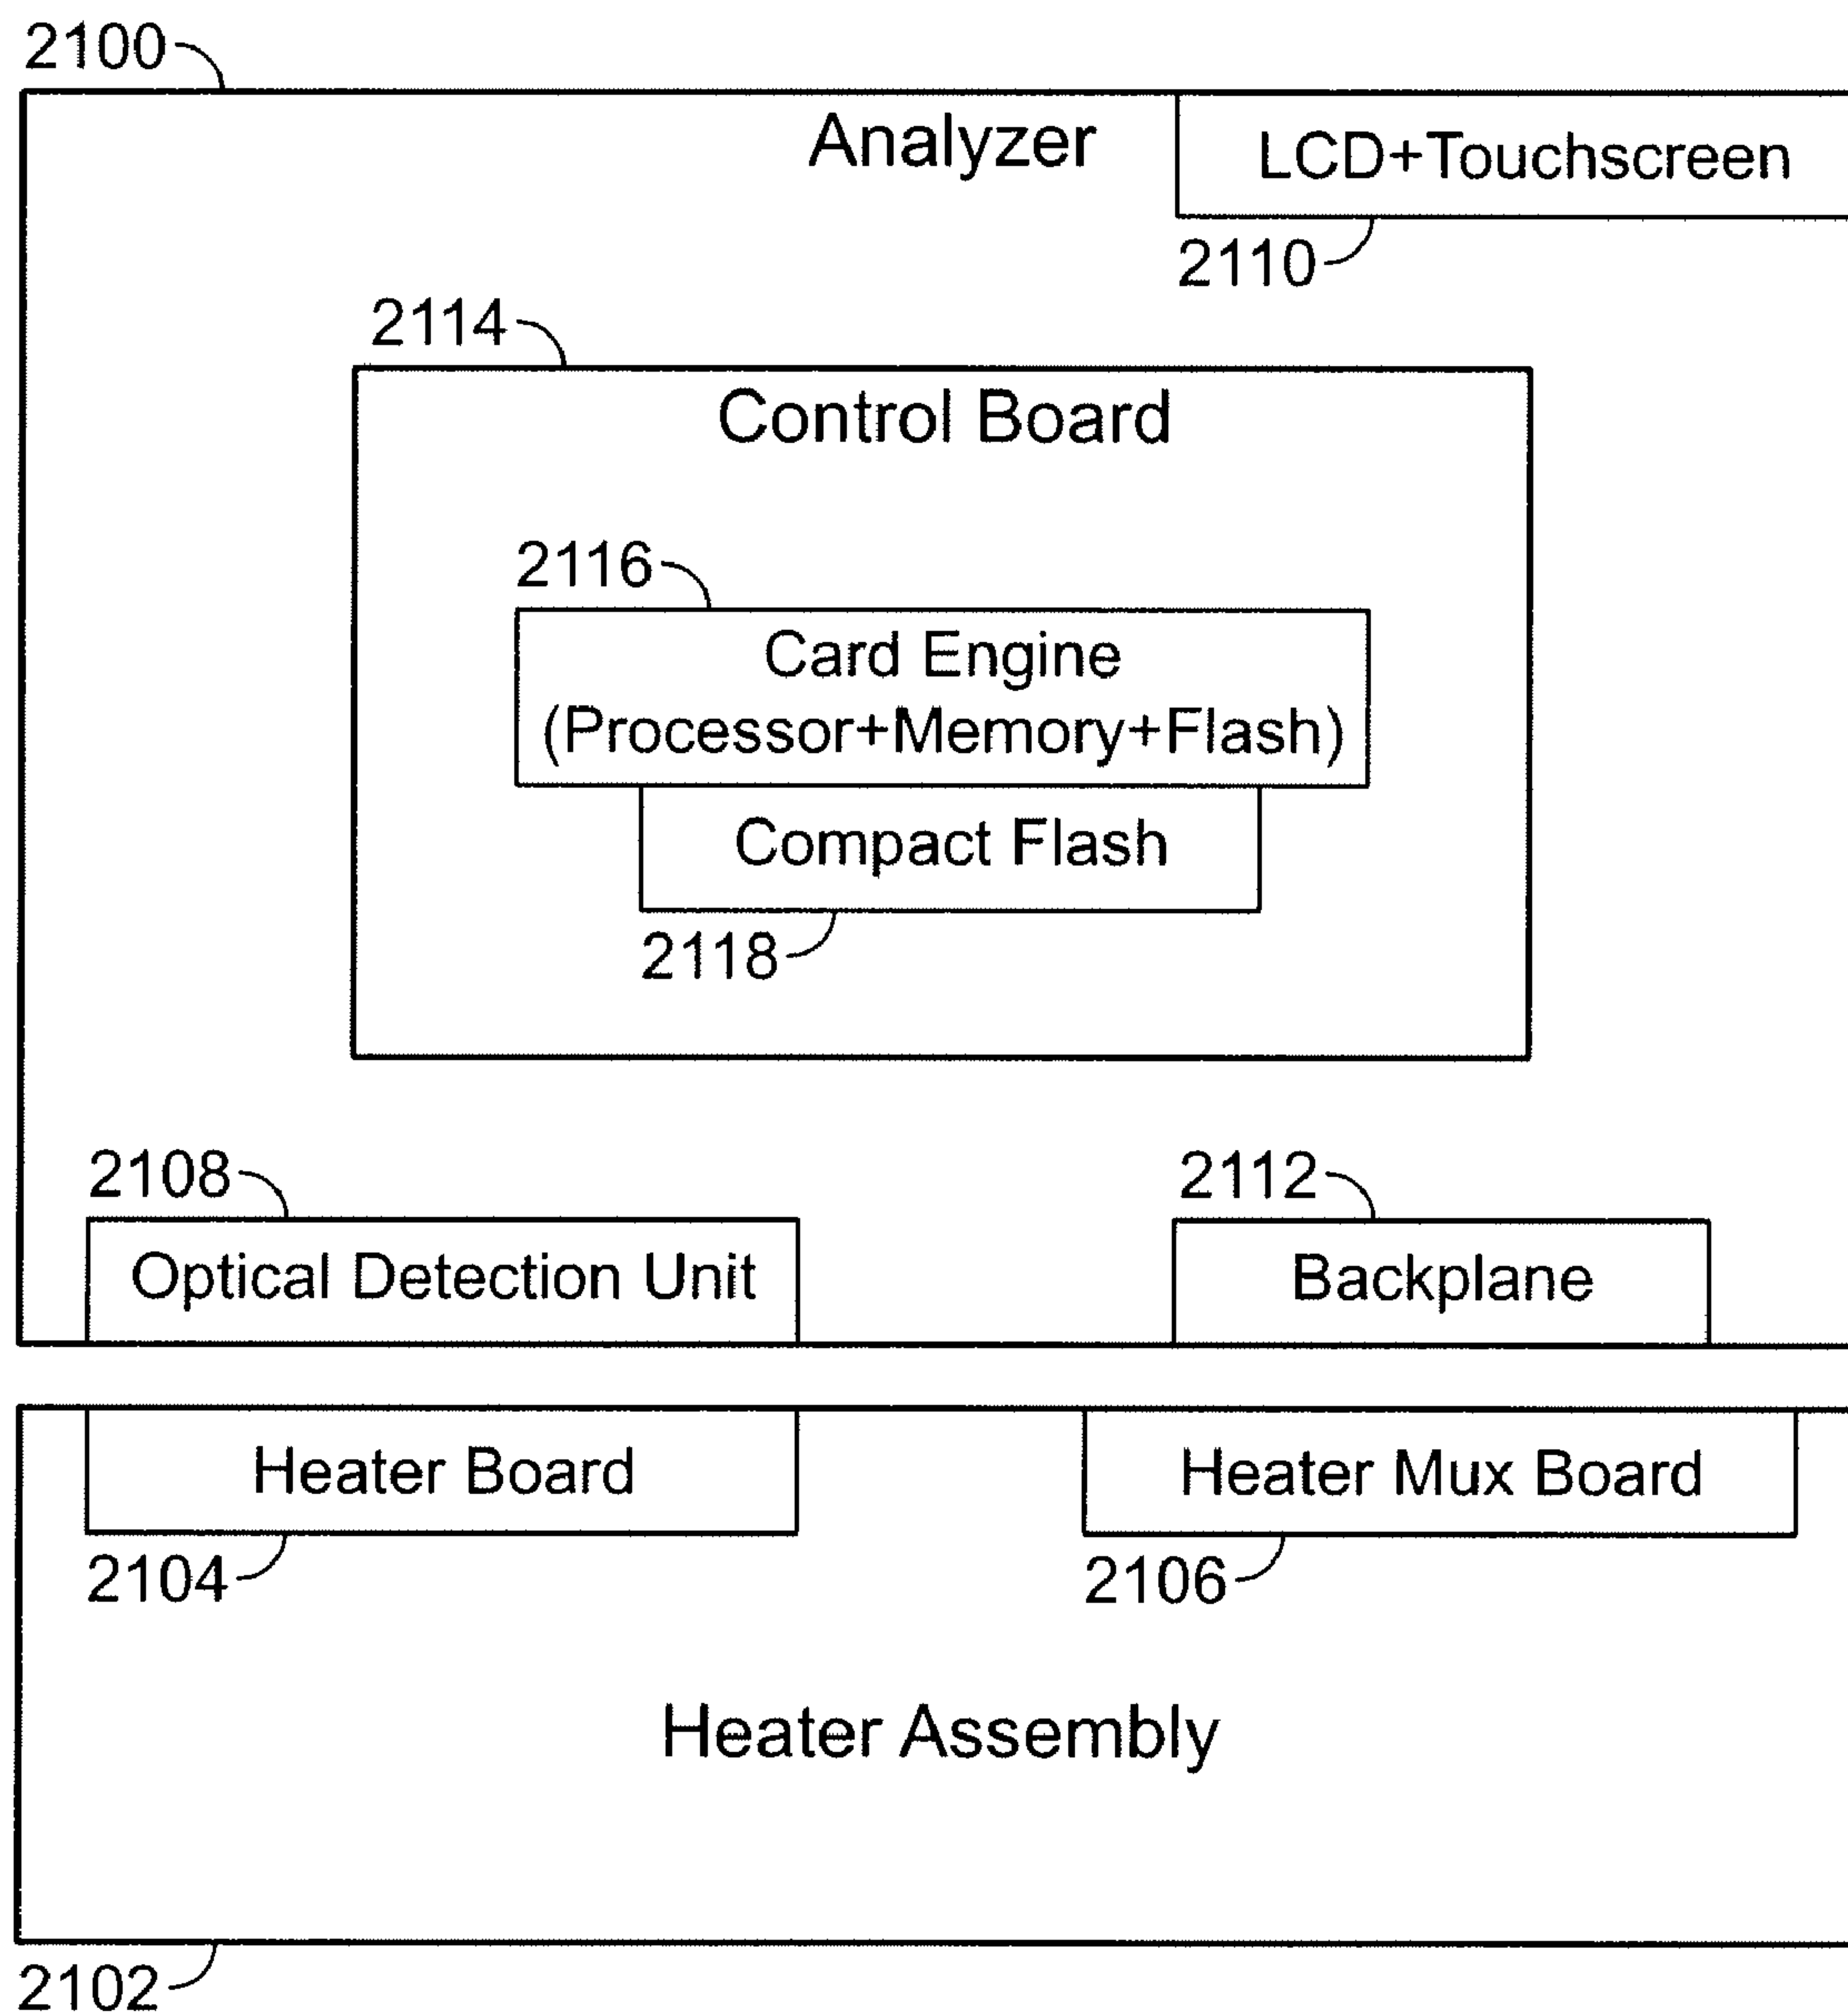 2100
Analyzer
LCD+Touchscreen
2110
2114
Control Board
2116
Card Engine
(Processor+Memory+Flash)
Compact Flash
2118
2108
2112
Optical Detection Unit
Backplane
Heater Board
Heater Mux Board
2104
2106
Heater Assembly
2102